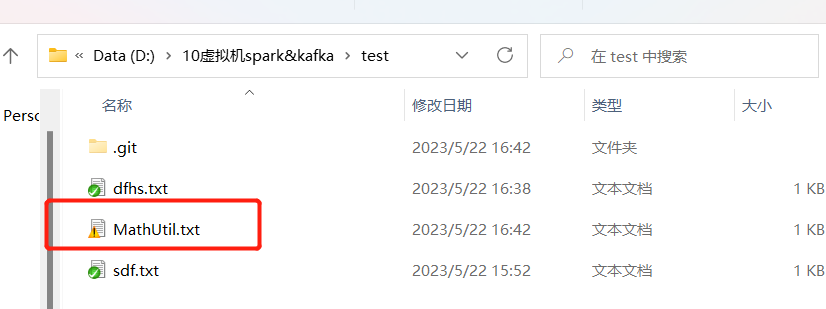 « Data (D:) › 10虚拟机spark&kafka › test 在 test 中搜索
名称 修改日期 类型 大小
Persc
.git 2023/5/22 16:42 文件夹
dfhs.txt 2023/5/22 16:38 文本文档 1 KB
MathUtil.txt 2023/5/22 16:42 文本文档 1 KB
sdf.txt 2023/5/22 15:52 文本文档 1 KB